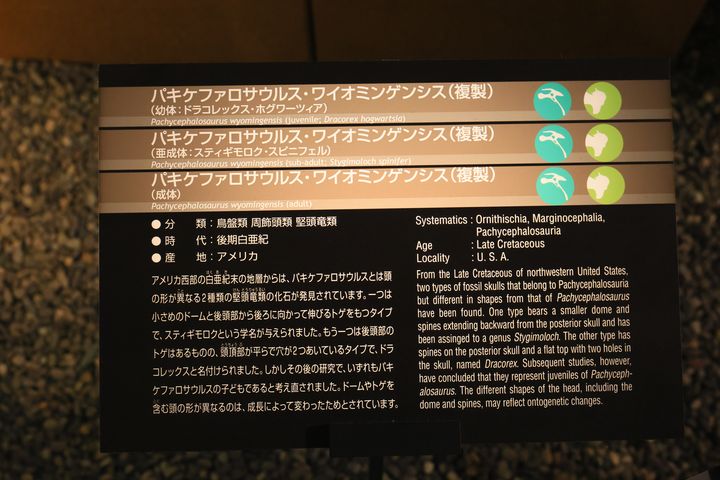 パキケファロサウルス・ワイオミンゲンシス(複製)
(幼体：ドラコレックス・ホグワーツィア)
Pachycephalosaurus wyomingensis (juvenile; Dracorex hogwartsia)
パキケファロサウルス・ワイオミンゲンシス(複製)
(亜成体：スティギモロク・スピニフェル)
Pachycephalosaurus wyomingensis (sub-adult; Stygimoloch spinifer)
パキケファロサウルス・ワイオミンゲンシス(複製)
(成体)
Pachycephalosaurus wyomingensis (adult)
●分　類：鳥盤類 周飾頭類 堅頭竜類
●時　代：後期白亜紀
●産　地：アメリカ
アメリカ西部の白亜紀末の地層からは、パキケファロサウルスとは頭
の形が異なる2種類の堅頭竜類の化石が発見されています。一つは
小さめのドームと後頭部から後ろに向かって伸びるトゲをもつタイプ
で、スティギモロクという学名が与えられました。もう一つは後頭部の
トゲはあるものの、頭頂部が平らで穴が2つあいているタイプで、ドラ
コレックスと名付けられました。しかしその後の研究で、いずれもパキ
ケファロサウルスの子どもであると考え直されました。ドームやトゲを
含む頭の形が異なるのは、成長によって変わったためとされています。
Systematics : Ornithischia, Marginocephalia,
Pachycephalosauria
Age : Late Cretaceous
Locality : U. S. A.
From the Late Cretaceous of northwestern United States,
two types of fossil skulls that belong to Pachycephalosauria
but different in shapes from that of Pachycephalosaurus
have been found. One type bears a smaller dome and
spines extending backward from the posterior skull and has
been assinged to a genus Stygimoloch. The other type has
spines on the posterior skull and a flat top with two holes in
the skull, named Dracorex. Subsequent studies, however,
have concluded that they represent juveniles of Pachyceph-
alosaurus. The different shapes of the head, including the
dome and spines, may reflect ontogenetic changes.